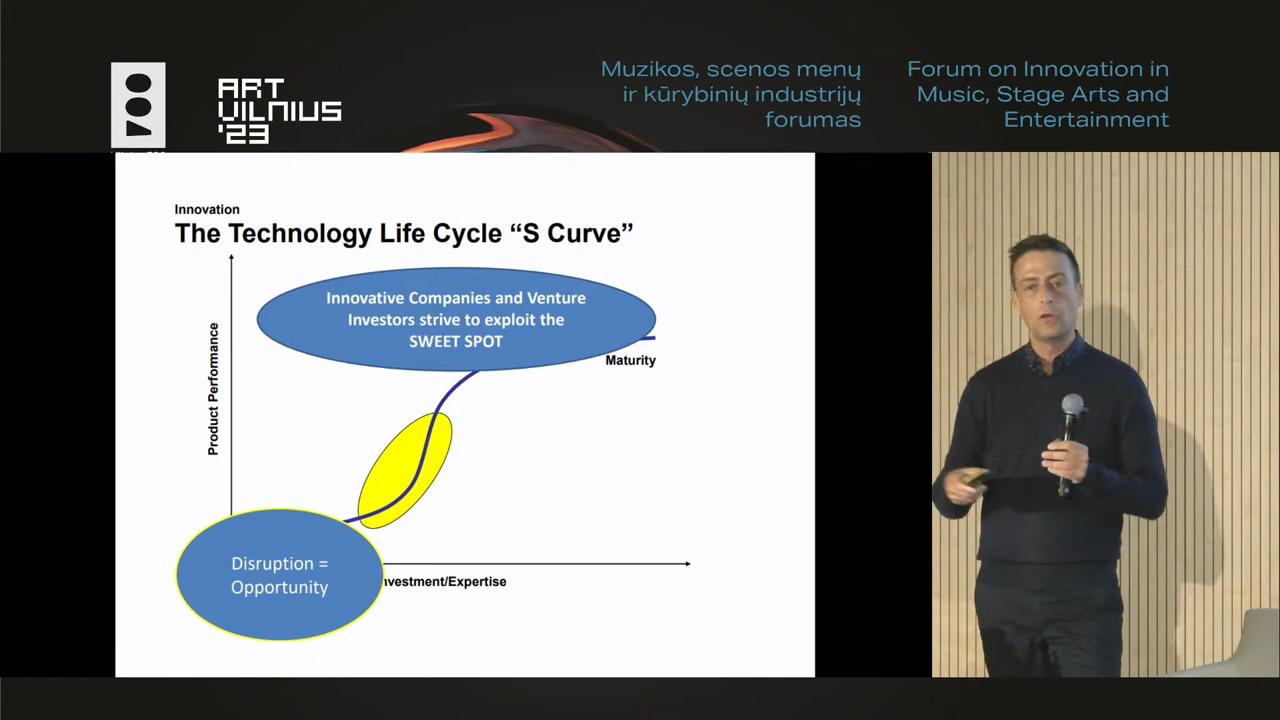 ART
VILNIUS
'23
Muzikos, scenos menų
ir kūrybinių industrijų
forumas
Forum on Innovation in
Music, Stage Arts and
Entertainment
Innovation
The Technology Life Cycle “S Curve”
Innovative Companies and Venture
Investors strive to exploit the
SWEET SPOT
Maturity
Product Performance
Disruption =
Opportunity
nvestment/Expertise